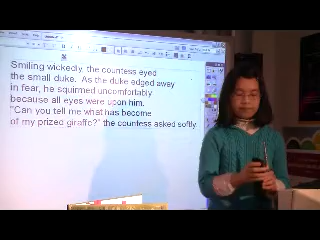 Smiling wickedly, the countess eyed
the small duke. As the duke edged away
in fear, he squirmed uncomfortably
because all eyes were upon him.
"Can you tell me what has become
of my prized giraffe?" the countess asked softly.